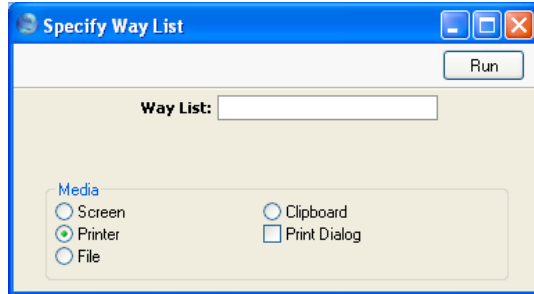 Specify Way List
Run
Way List:
Media
Screen
Clipboard
Printer
Print Dialog
File